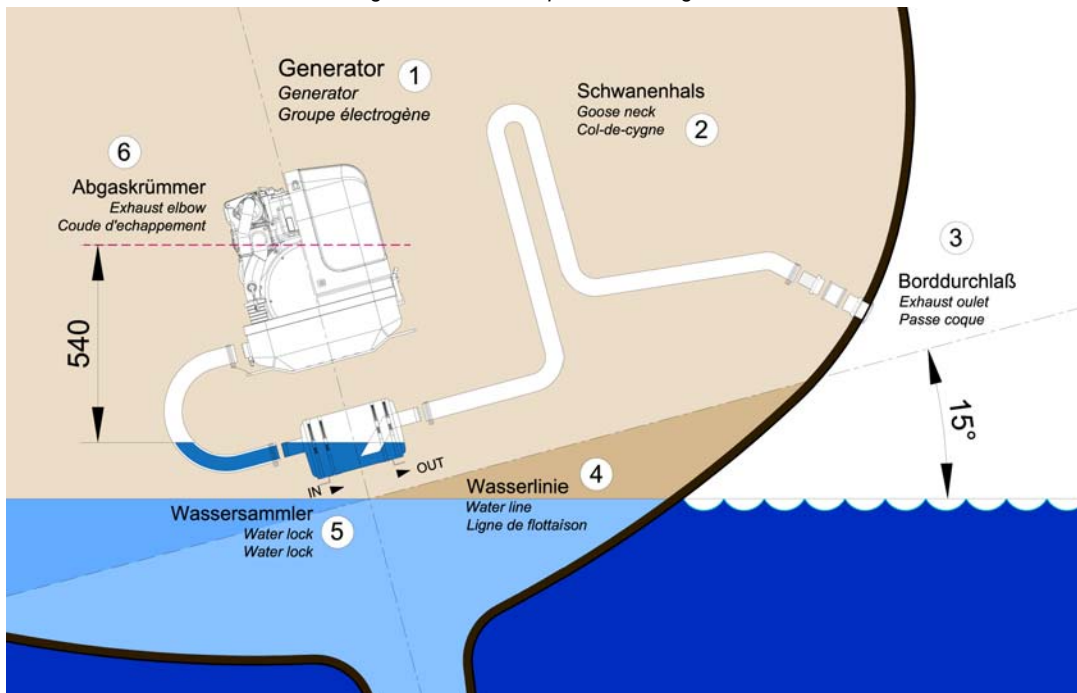 Generator
Generator
Groupe électrogène
1
Schwanenhals
Goose neck
Col-de-cygne
2
6
Abgaskrümmer
Exhaust elbow
Coude d'echappement
3
Borddurchlaß
Exhaust oulet
Passe coque
540
15°
IN
OUT
Wasserlinie
Water line
Ligne de flottaison
4
Wassersammler
Water lock
Water lock
5